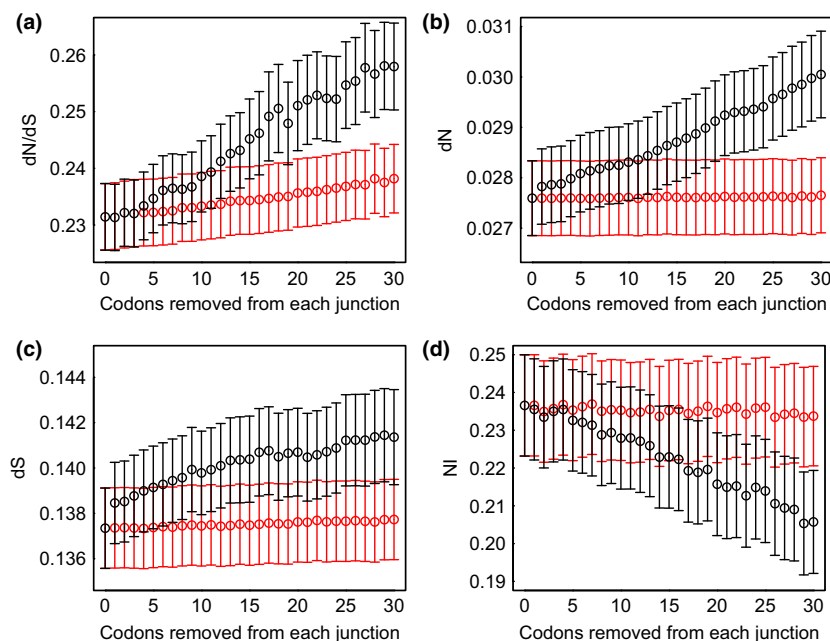 (a)
dN/dS
0.26
0.25
0.24
0.23
0 5 10 15 20 25 30
Codons removed from each junction
(b)
dN
0.031
0.030
0.029
0.028
0.027
0 5 10 15 20 25 30
Codons removed from each junction
(c)
dS
0.144
0.142
0.140
0.138
0.136
0 5 10 15 20 25 30
Codons removed from each junction
(d)
NI
0.25
0.24
0.23
0.22
0.21
0.20
0.19
0 5 10 15 20 25 30
Codons removed from each junction